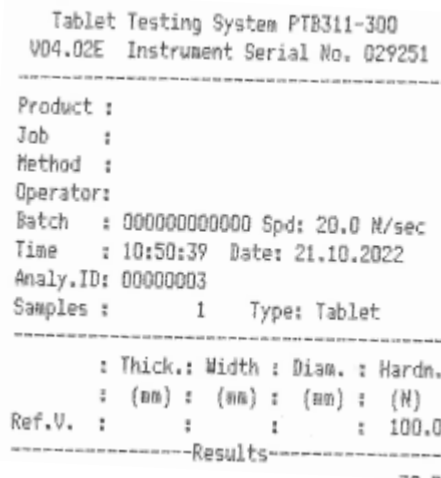 Tablet Testing System PTB311-300
V04.02E Instrument Serial No. 029251
Product :
Job :
Method :
Operator:
Batch : 000000000000 Spd: 20.0 N/sec
Time : 10:50:39 Date: 21.10.2022
Analy.ID: 00000003
Samples : 1 Type: Tablet
: Thick.: Width : Diam. : Hardn.
: (mm) : (mm) : (mm) : (N)
Ref.V. : : : : 100.0
-----------------Results-----------------